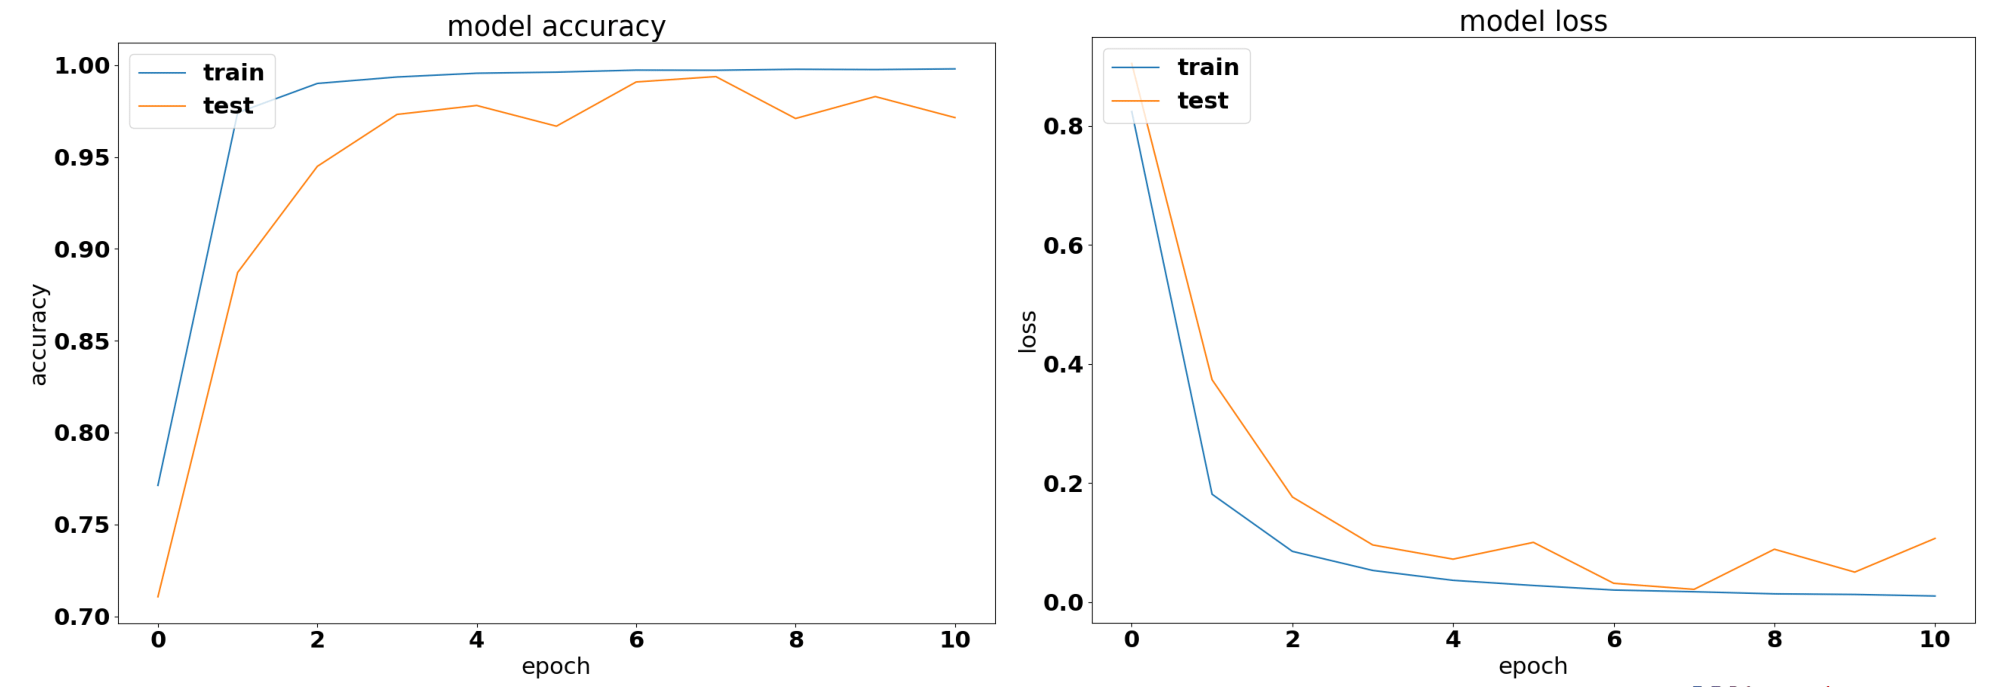 model accuracy
train
test
1.00
0.95
0.90
0.85
0.80
0.75
0.70
accuracy
0 2 4 6 8 10
epoch
model loss
train
test
0.8
0.6
0.4
0.2
0.0
loss
0 2 4 6 8 10
epoch